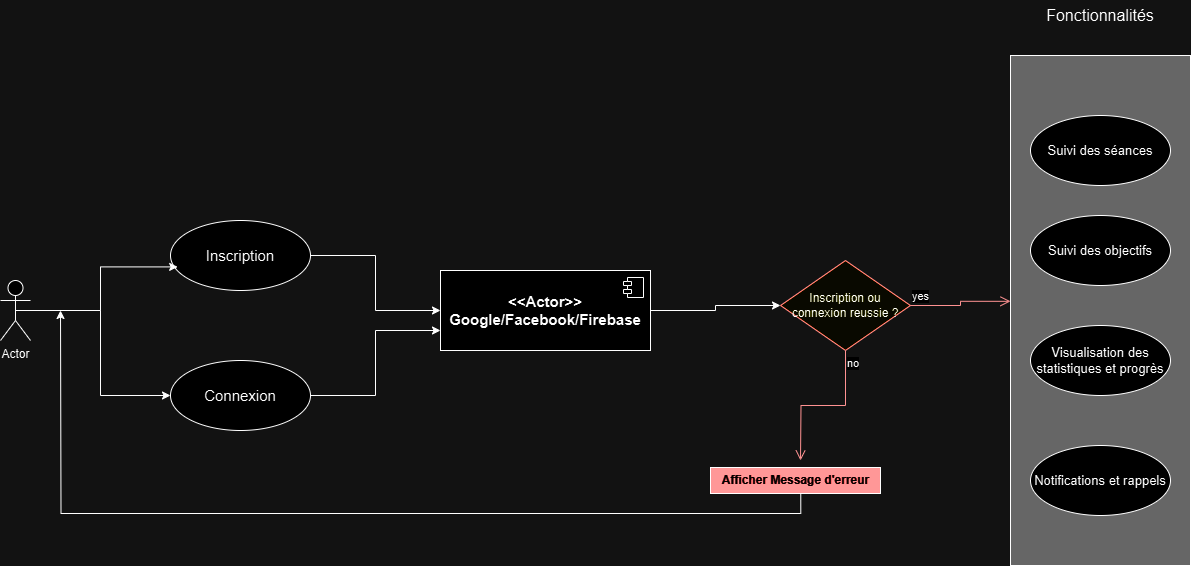 Fonctionnalités
Suivi des séances
Inscription
Suivi des objectifs
<<Actor>>
Google/Facebook/Firebase
Inscription ou
connexion reussie ?
yes
Actor
no
Visualisation des
statistiques et progrès
Connexion
Afficher Message d'erreur
Notifications et rappels